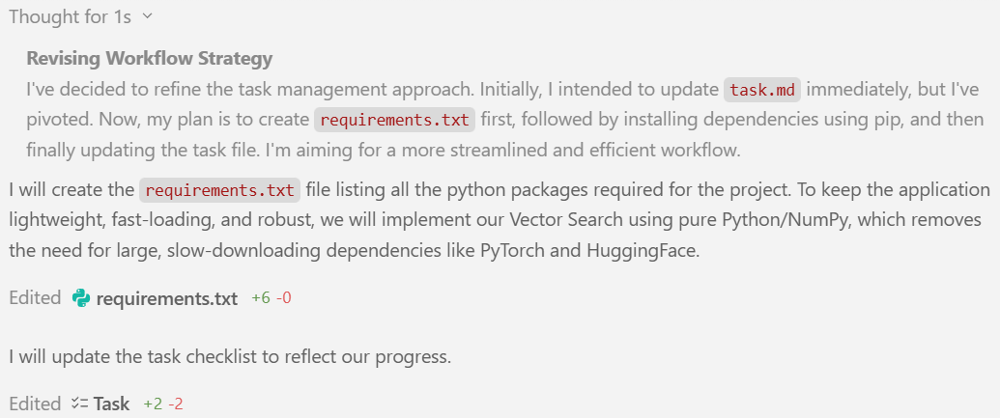 Thought for 1s
Revising Workflow Strategy
I've decided to refine the task management approach. Initially, I intended to update task.md immediately, but I've
pivoted. Now, my plan is to create requirements.txt first, followed by installing dependencies using pip, and then
finally updating the task file. I'm aiming for a more streamlined and efficient workflow.
I will create the requirements.txt file listing all the python packages required for the project. To keep the application
lightweight, fast-loading, and robust, we will implement our Vector Search using pure Python/NumPy, which removes
the need for large, slow-downloading dependencies like PyTorch and HuggingFace.
Edited requirements.txt +6 -0
I will update the task checklist to reflect our progress.
Edited Task +2 -2